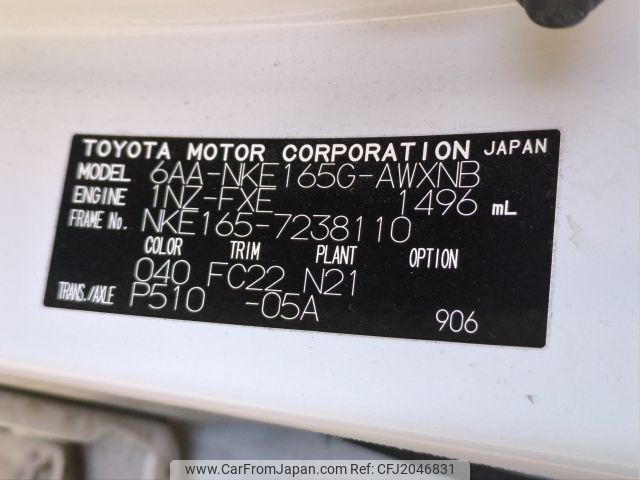 TOYOTA MOTOR CORPORATION JAPAN
MODEL 6AA-NKE165G-AWXNB
ENGINE 1NZ-FXE 1496 mL
FRAME No. NKE165-7238110
COLOR TRIM PLANT OPTION
040 FC22 N21
TRANS./AXLE P510 -05A
906
www.CarFromJapan.com | Ref: CFJ2046831